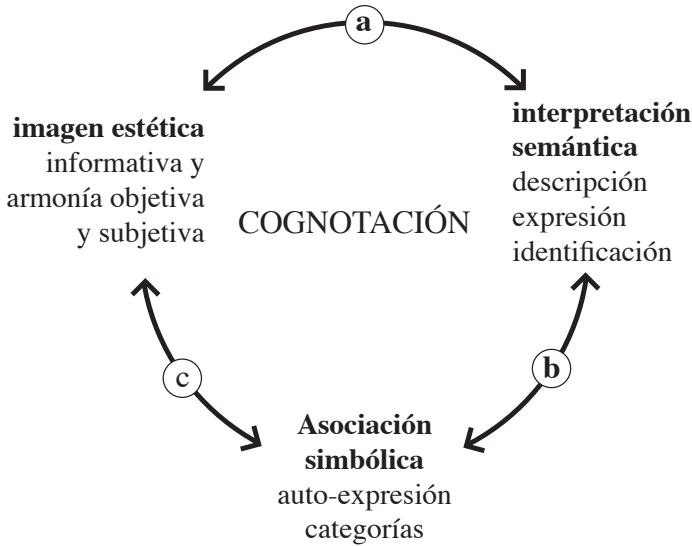 a
imagen estética
informativa y
armonía objetiva
y subjetiva
interpretación
semántica
descripción
expresión
identificación
COGNOTACIÓN
c
b
Asociación
simbólica
auto-expresión
categorías